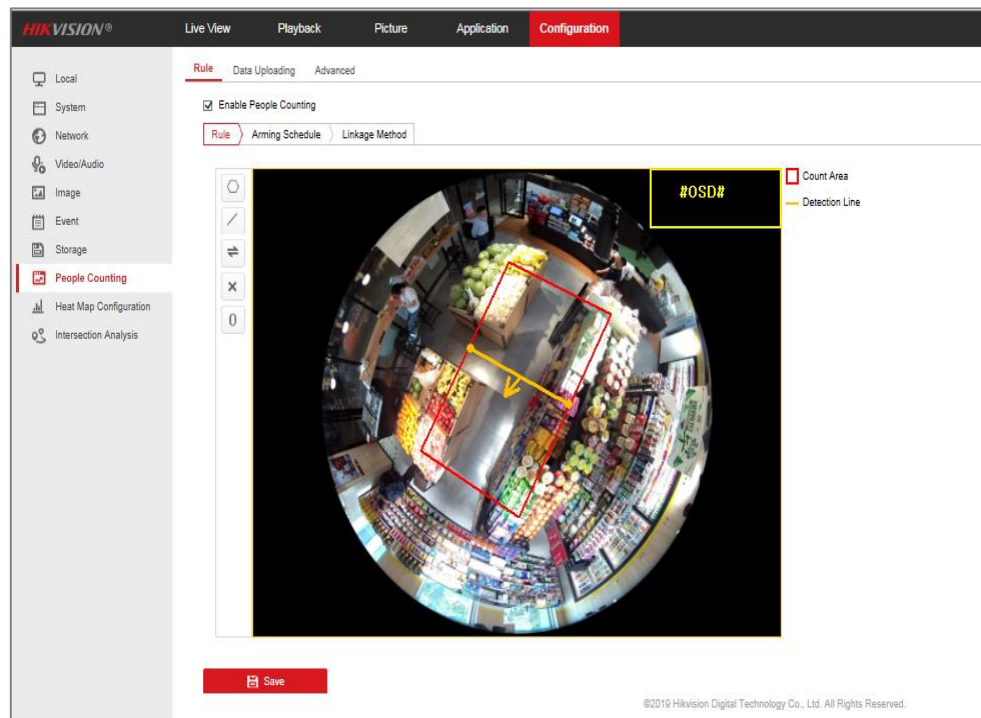 HIKVISION®
Live View Playback Picture Application Configuration
Local
System
Network
Video/Audio
Image
Event
Storage
People Counting
Heat Map Configuration
Intersection Analysis
Rule Data Uploading Advanced
Enable People Counting
Rule Arming Schedule Linkage Method
#OSD#
Count Area
Detection Line
Save
©2019 Hikvision Digital Technology Co., Ltd. All Rights Reserved.